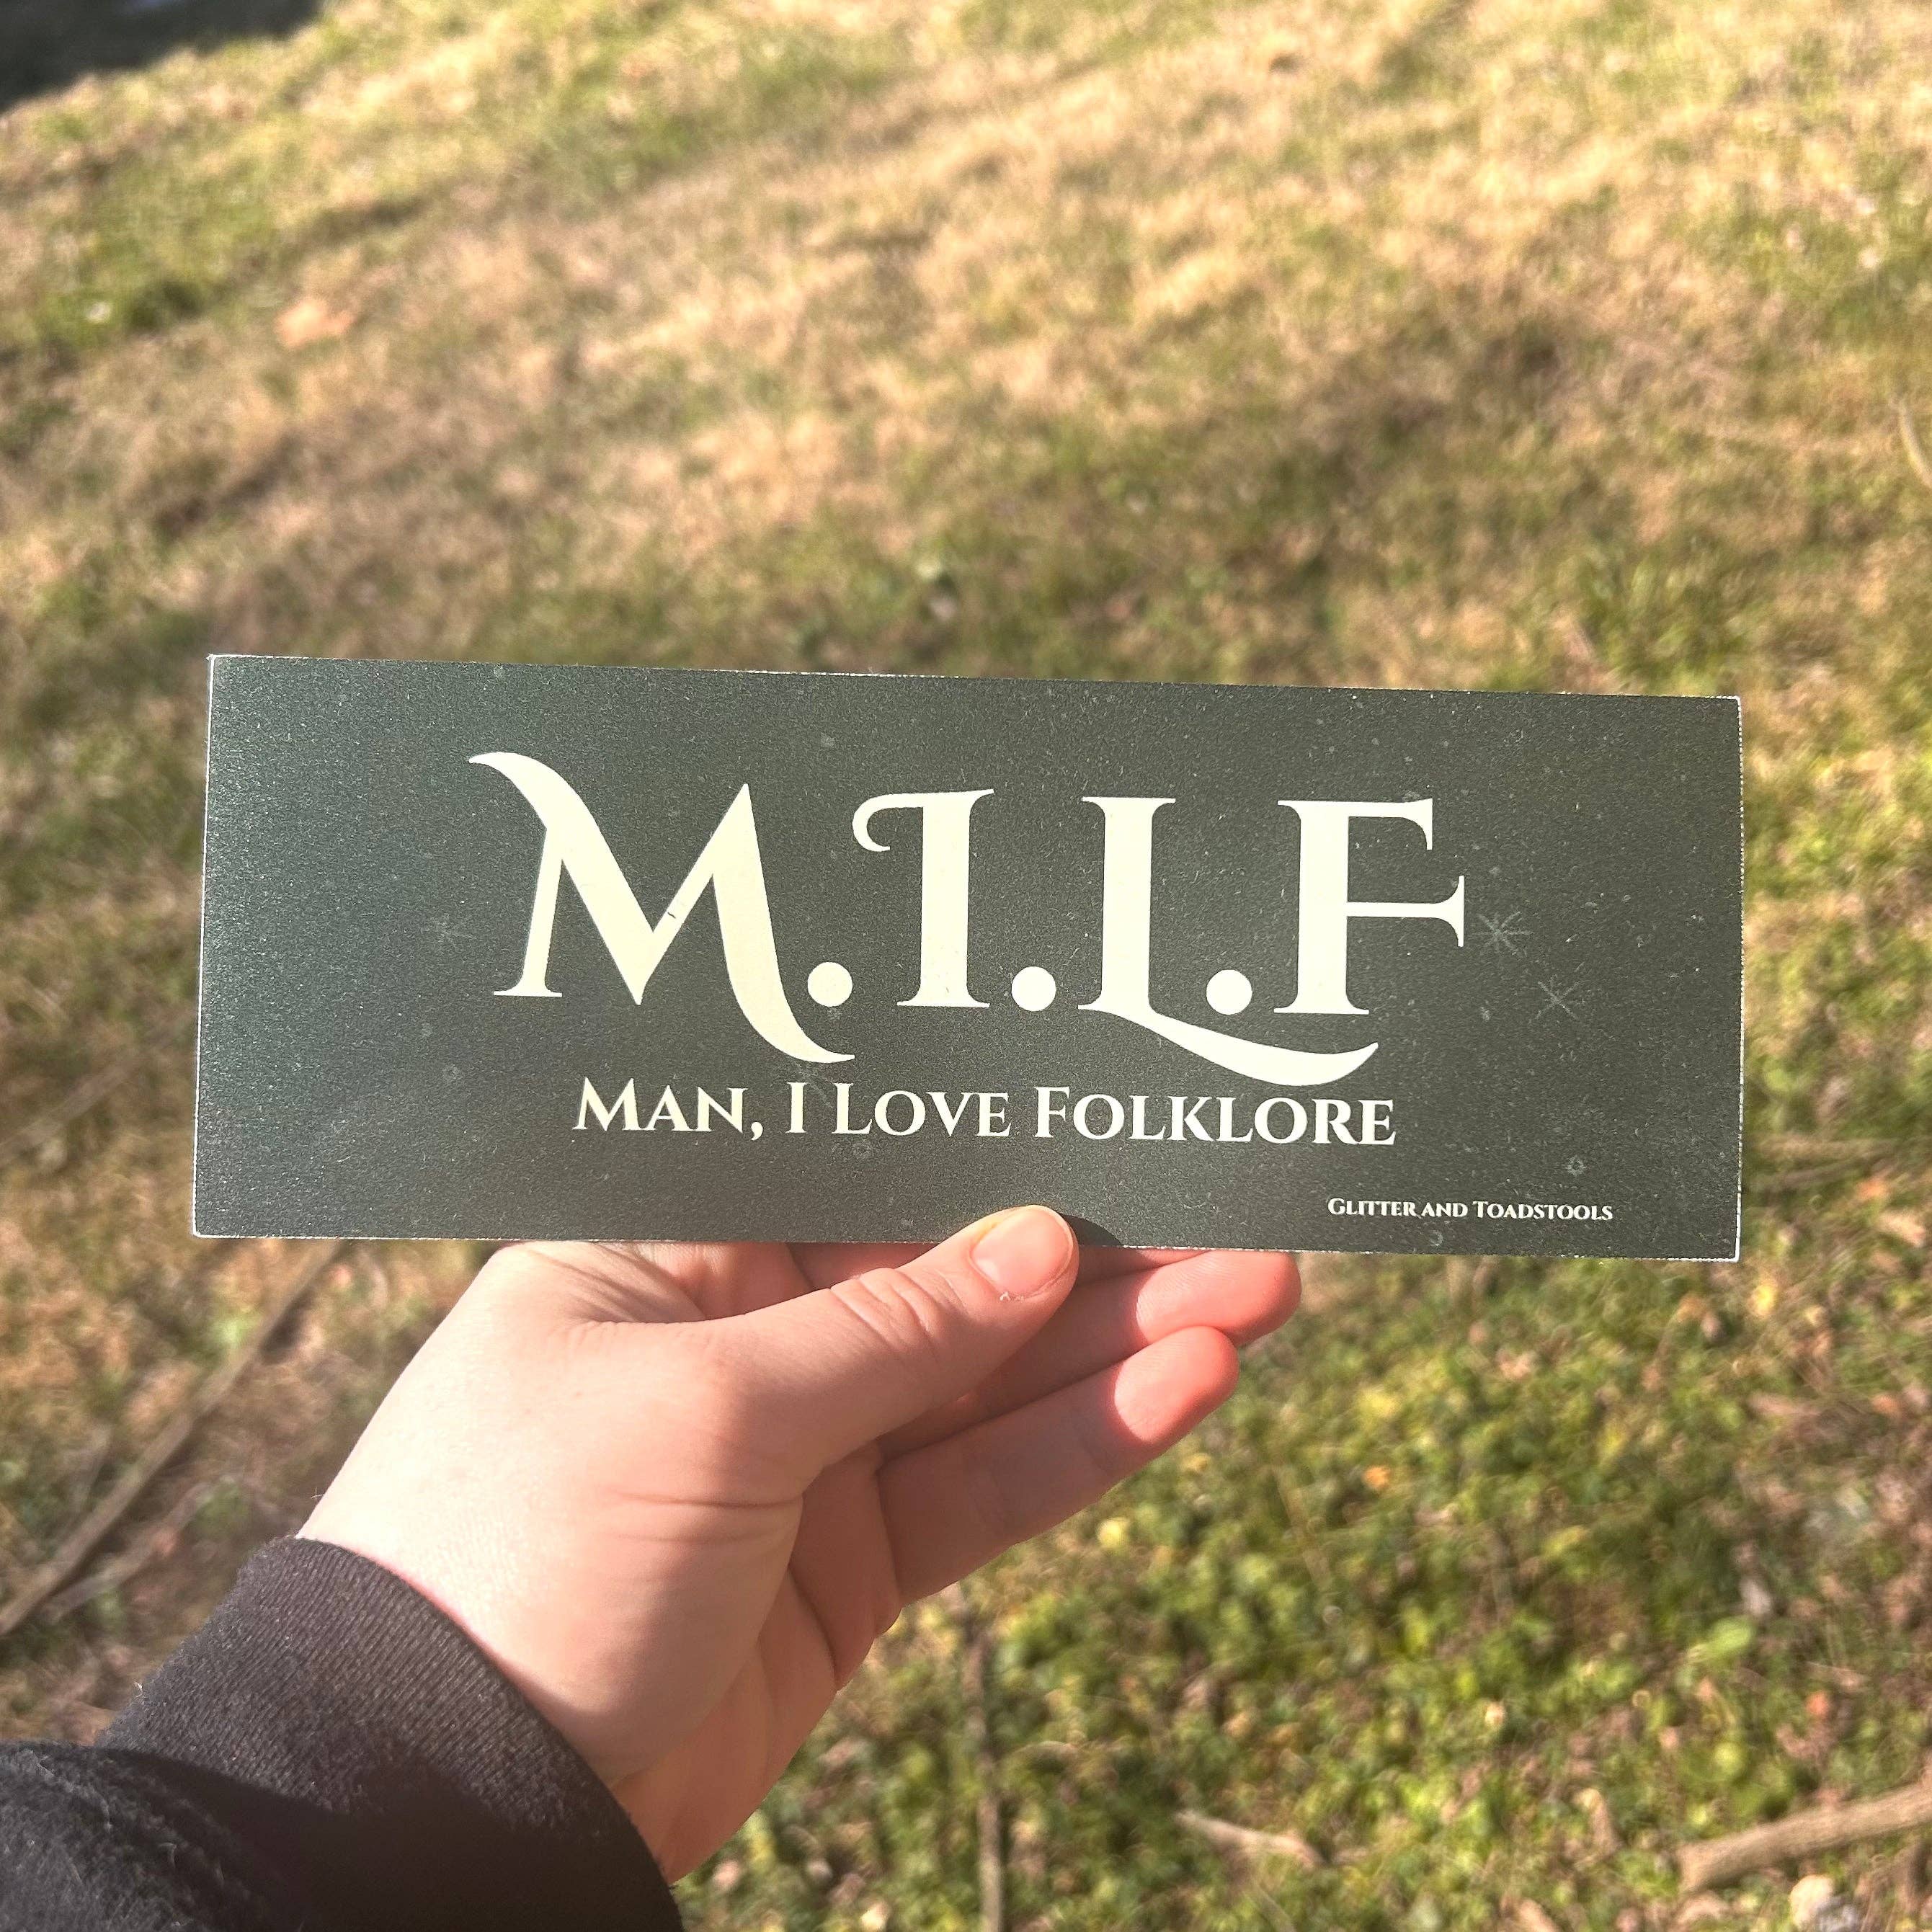 M.I.L.F
Man, I Love Folklore
Glitter and Toadstools